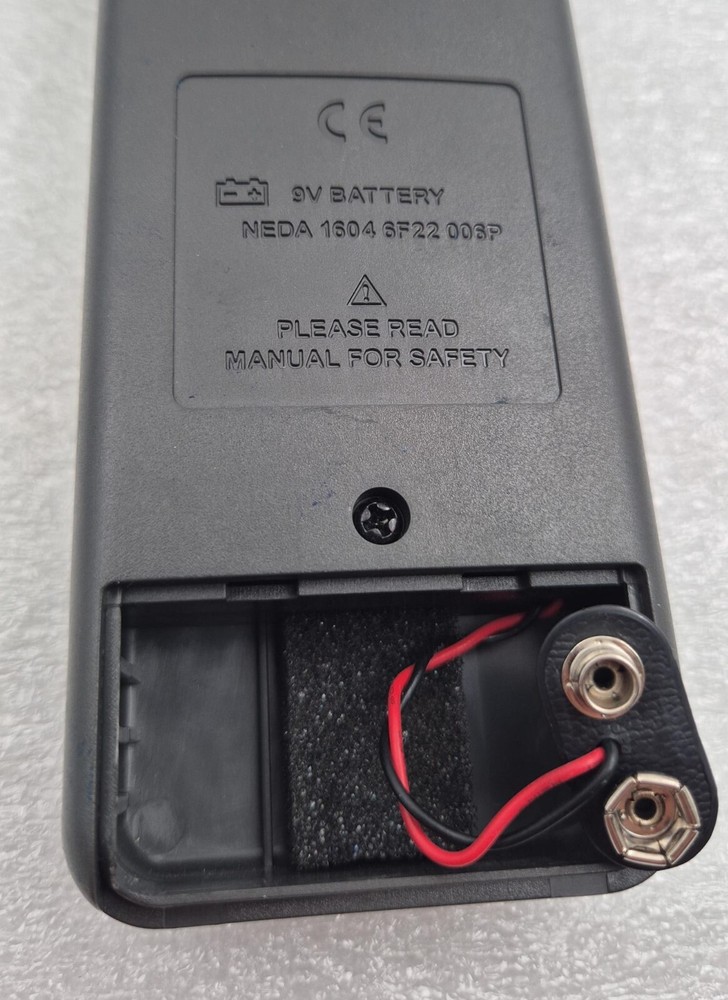 CE
9V BATTERY
NEDA 1604 6F22 006P
PLEASE READ
MANUAL FOR SAFETY